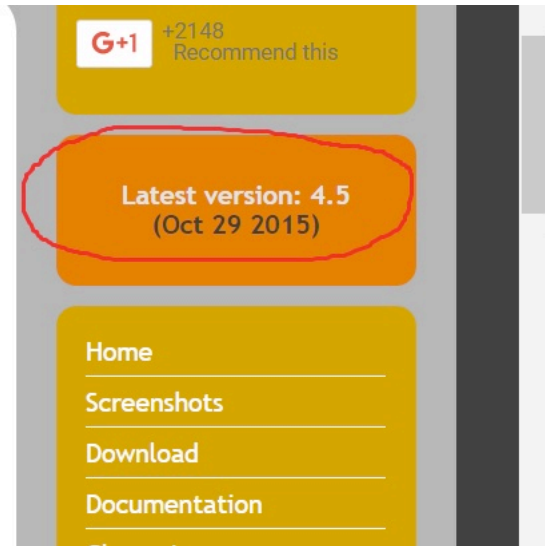 G+1
+2148
Recommend this
Latest version: 4.5
(Oct 29 2015)
Home
Screenshots
Download
Documentation